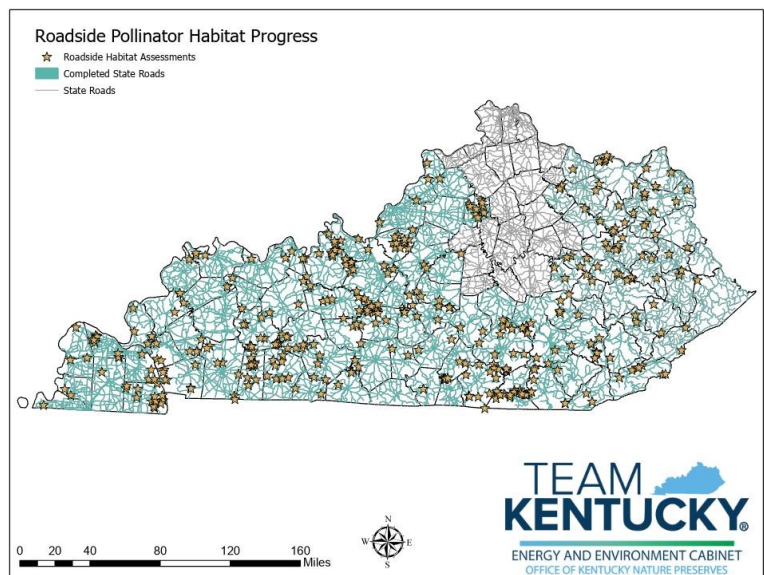 Roadside Pollinator Habitat Progress
Roadside Habitat Assessments
Completed State Roads
State Roads
N
W E
S
0 20 40 80 120 160
Miles
TEAM
KENTUCKY®
ENERGY AND ENVIRONMENT CABINET
OFFICE OF KENTUCKY NATURE PRESERVES